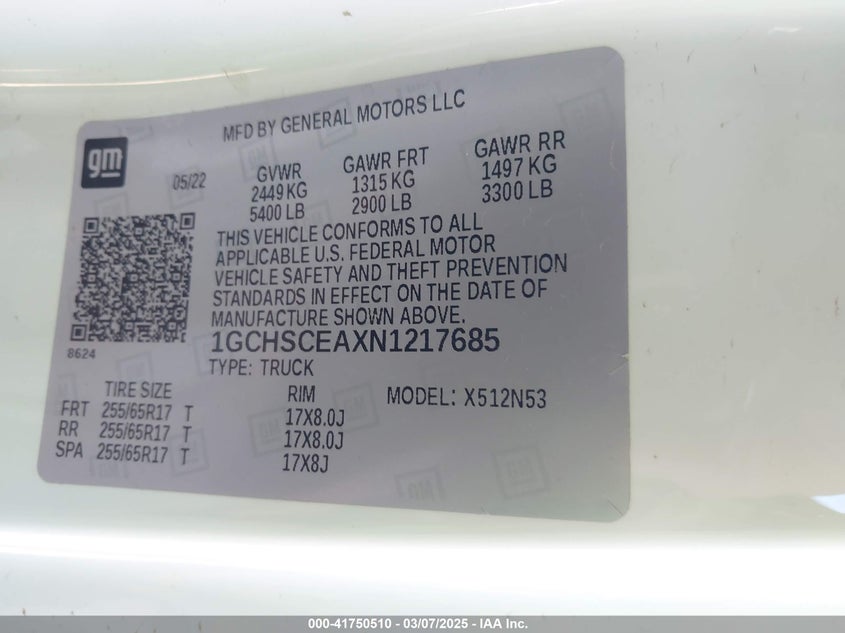 MFD BY GENERAL MOTORS LLC
gm
05/22
GVWR GAWR FRT GAWR RR
2449 KG 1315 KG 1497 KG
5400 LB 2900 LB 3300 LB
THIS VEHICLE CONFORMS TO ALL
APPLICABLE U.S. FEDERAL MOTOR
VEHICLE SAFETY AND THEFT PREVENTION
STANDARDS IN EFFECT ON THE DATE OF
MANUFACTURE SHOWN ABOVE.
8624
1GCHSCEAXN1217685
TYPE: TRUCK
TIRE SIZE RIM MODEL: X512N53
FRT 255/65R17 T 17X8.0J
RR 255/65R17 T 17X8.0J
SPA 255/65R17 T 17X8J
000-41750510 - 03/07/2025 - IAA Inc.